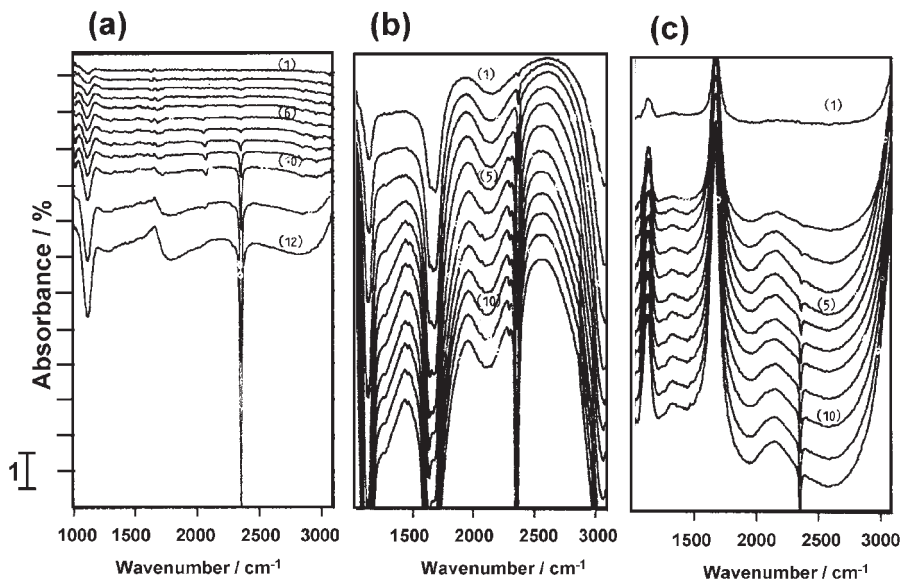 (a) (b) (c)
(1) (1) (1)
(6) (5) (5)
(10) (10)
(12)
Absorbance / %
1
1000 1500 2000 2500 3000 1500 2000 2500 3000 1500 2000 2500 3000
Wavenumber / cm-1 Wavenumber / cm-1 Wavenumber / cm-1